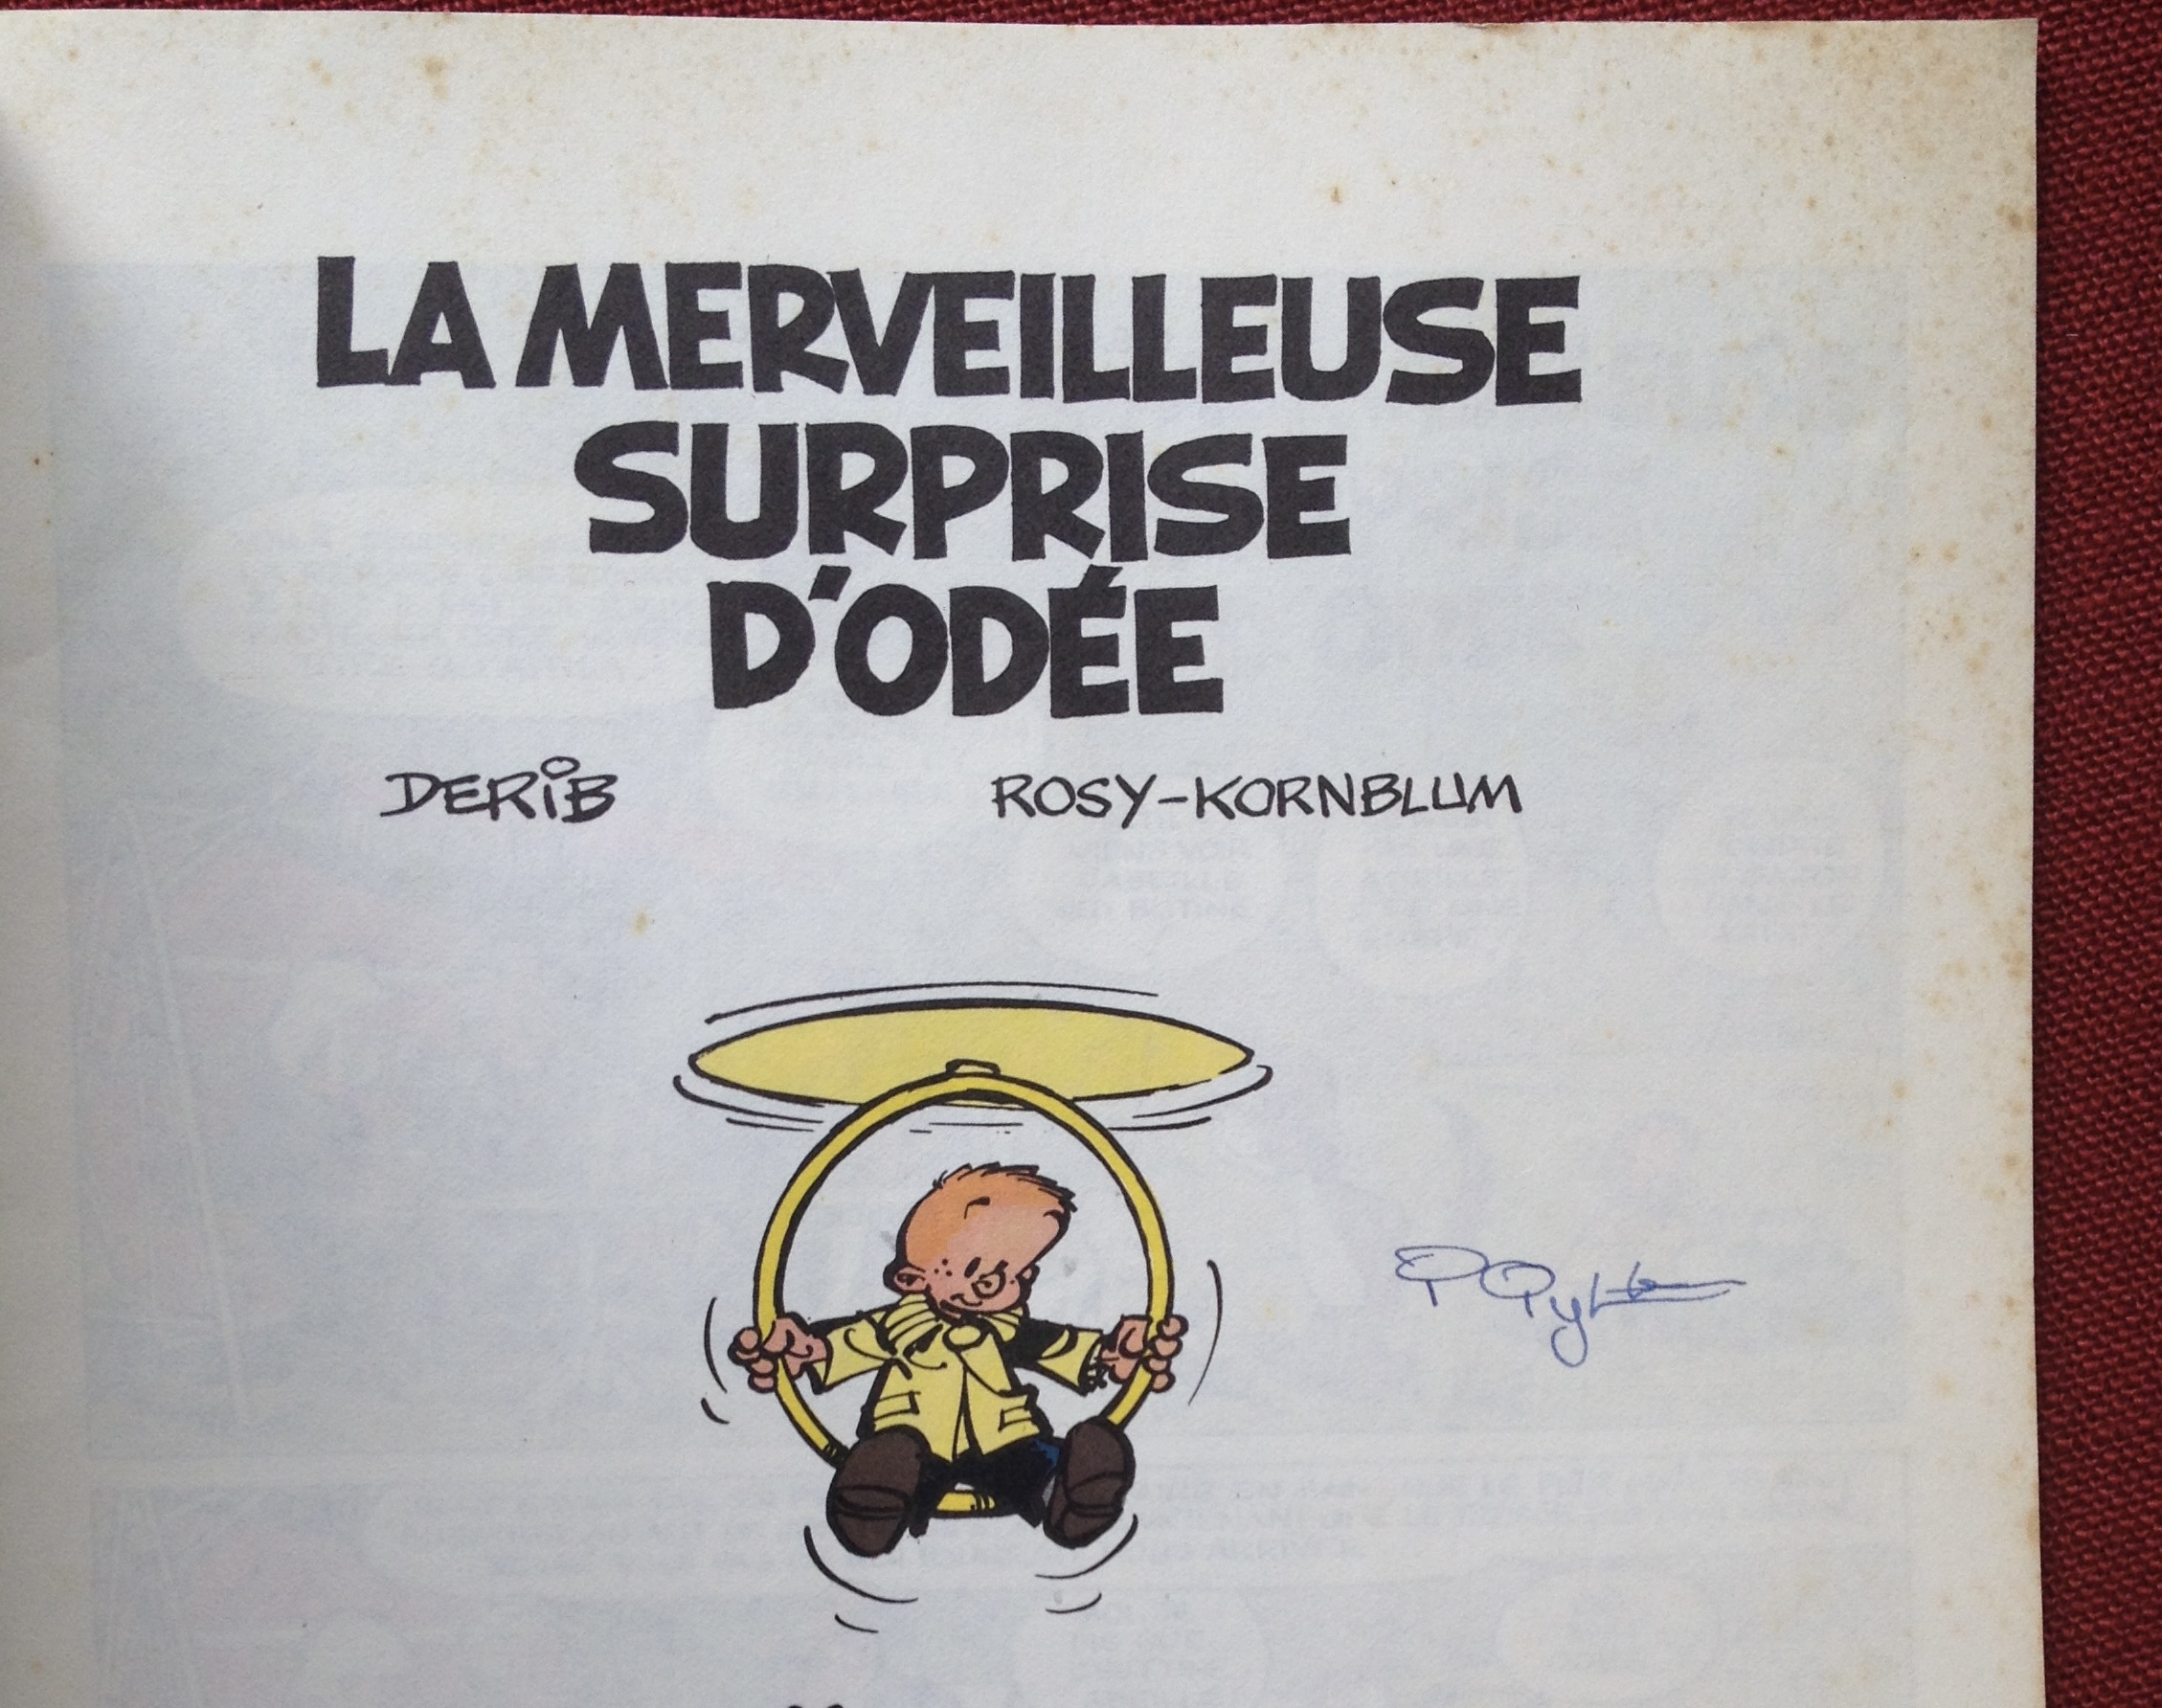 LA MERVEILLEUSE
SURPRISE
D'ODÉE
DERIB ROSY-KORNBLUM